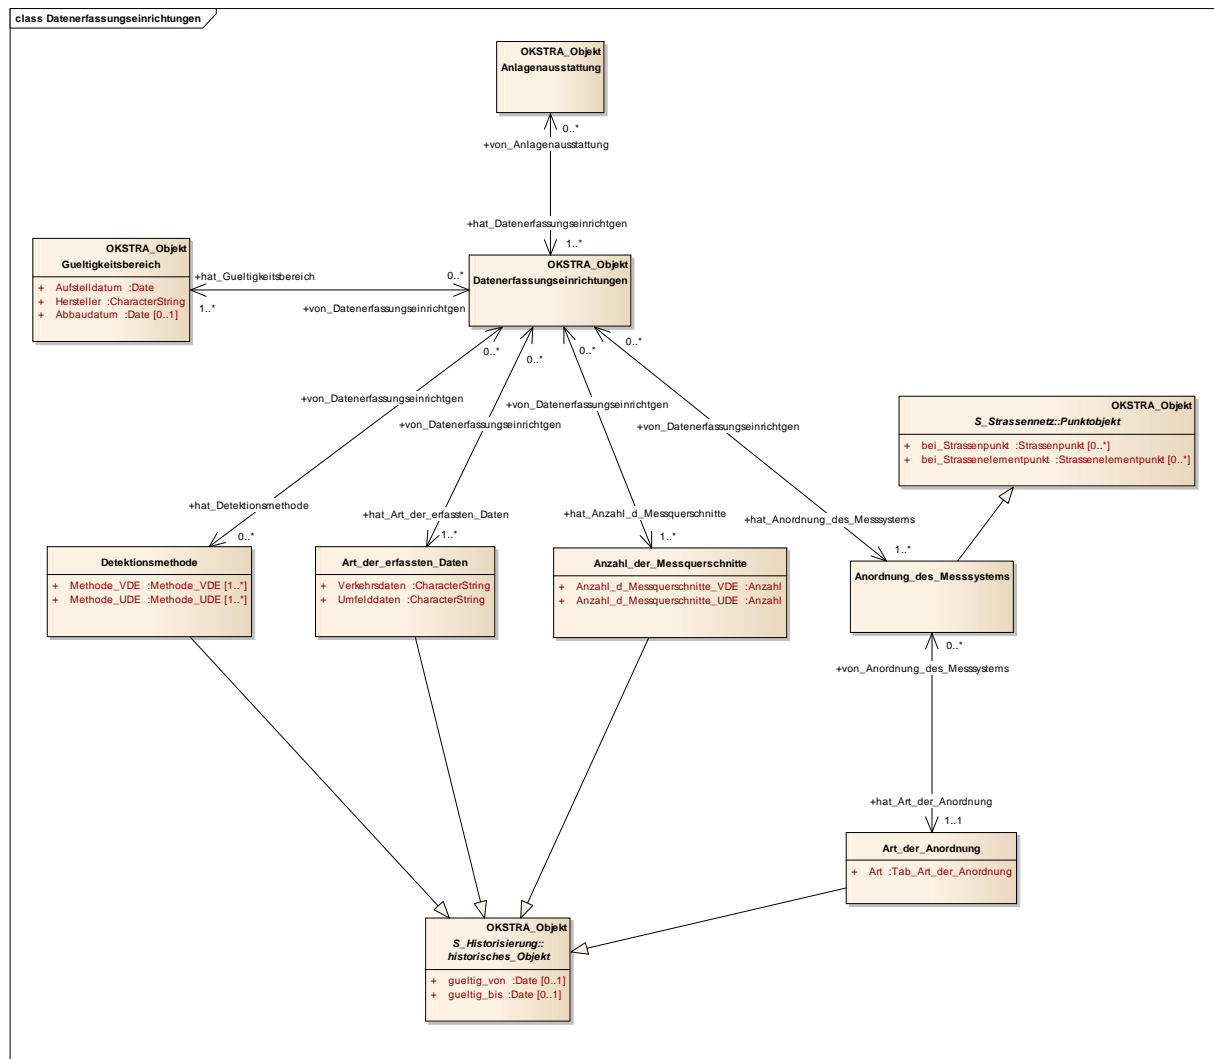 class Datenerfassungseinrichtungen
OKSTRA_Objekt
Anlagenausstattung
0..*
+von_Anlagenausstattung
+hat_Datenerfassungseinrichtgen
1..*
OKSTRA_Objekt
Gueltigkeitsbereich
+ Aufstelldatum :Date
+ Hersteller :CharacterString
+ Abbaudatum :Date [0..1]
+hat_Gueltigkeitsbereich
1..*
0..*
+von_Datenerfassungseinrichtgen
OKSTRA_Objekt
Datenerfassungseinrichtungen
0..*
0..*
0..*
0..*
+von_Datenerfassungseinrichtgen
+von_Datenerfassungseinrichtgen
+von_Datenerfassungseinrichtgen
+von_Datenerfassungseinrichtgen
OKSTRA_Objekt
S_Strassennetz::Punktobjekt
+ bei_Strassenpunkt :Strassenpunkt [0..*]
+ bei_Strassenelementpunkt :Strassenelementpunkt [0..*]
+hat_Detektionsmethode
0..*
+hat_Art_der_erfassten_Daten
1..*
+hat_Anzahl_d_Messquerschnitte
1..*
+hat_Anordnung_des_Messsystems
1..*
Detektionsmethode
+ Methode_VDE :Methode_VDE [1..*]
+ Methode_UDE :Methode_UDE [1..*]
Art_der_erfassten_Daten
+ Verkehrsdaten :CharacterString
+ Umfelddaten :CharacterString
Anzahl_der_Messquerschnitte
+ Anzahl_d_Messquerschnitte_VDE :Anzahl
+ Anzahl_d_Messquerschnitte_UDE :Anzahl
Anordnung_des_Messsystems
0..*
+von_Anordnung_des_Messsystems
+hat_Art_der_Anordnung
1..1
Art_der_Anordnung
+ Art :Tab_Art_der_Anordnung
OKSTRA_Objekt
S_Historisierung::
historisches_Objekt
+ gueltig_von :Date [0..1]
+ gueltig_bis :Date [0..1]